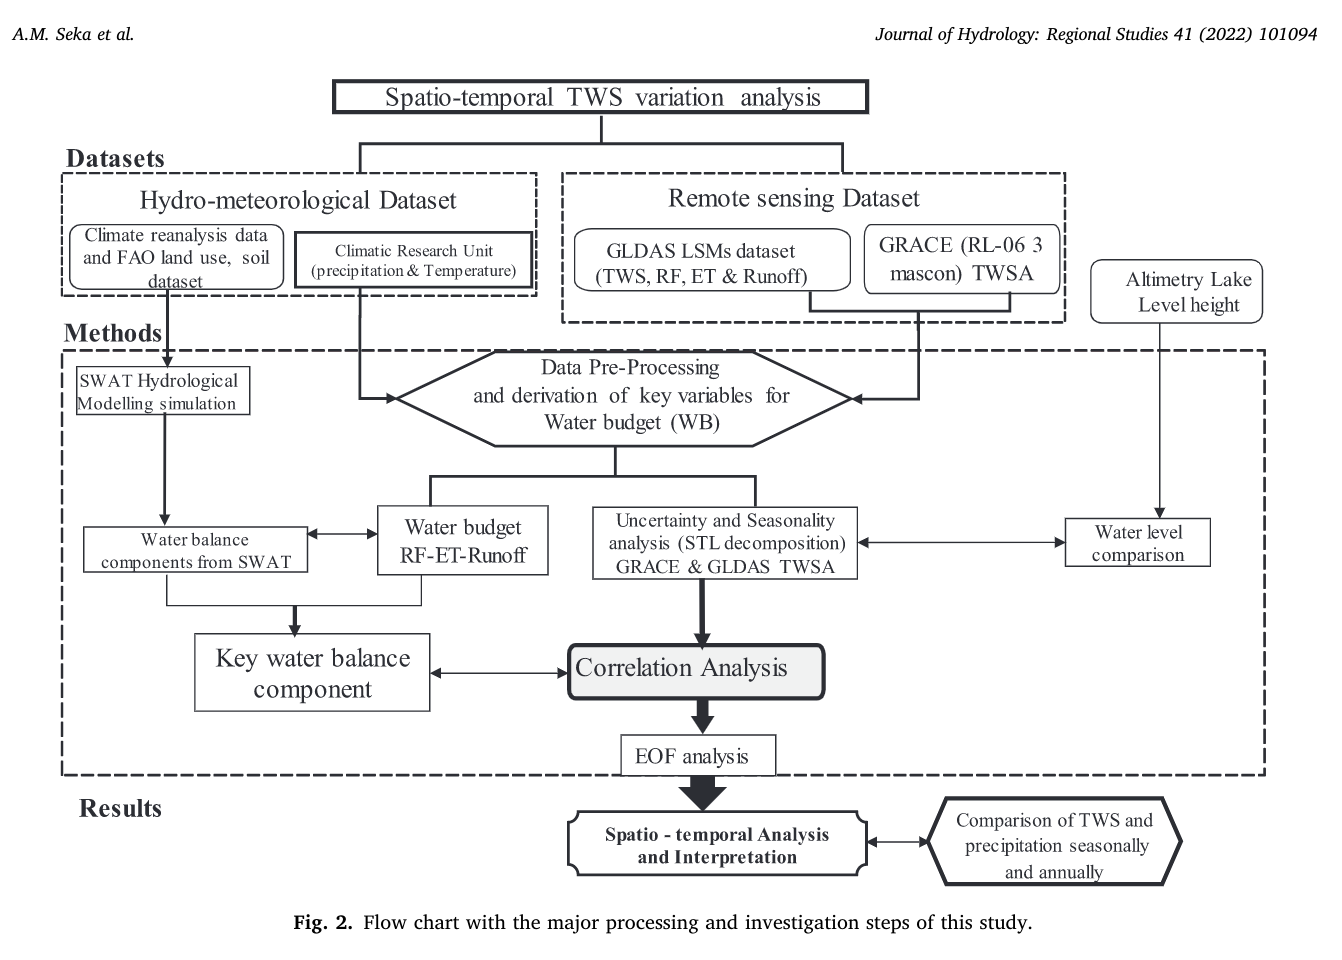 A.M. Seka et al.
Journal of Hydrology: Regional Studies 41 (2022) 101094
Spatio-temporal TWS variation analysis
Datasets
Hydro-meteorological Dataset
Climate reanalysis data
and FAO land use, soil
dataset
Climatic Research Unit
(precipitation & Temperature)
Remote sensing Dataset
GLDAS LSMs dataset
(TWS, RF, ET & Runoff)
GRACE (RL-06 3
mascon) TWSA
Altimetry Lake
Level height
Methods
SWAT Hydrological
Modelling simulation
Data Pre-Processing
and derivation of key variables for
Water budget (WB)
Water balance
components from SWAT
Water budget
RF-ET-Runoff
Uncertainty and Seasonality
analysis (STL decomposition)
GRACE & GLDAS TWSA
Water level
comparison
Key water balance
component
Correlation Analysis
EOF analysis
Results
Spatio - temporal Analysis
and Interpretation
Comparison of TWS and
precipitation seasonally
and annually
Fig. 2. Flow chart with the major processing and investigation steps of this study.